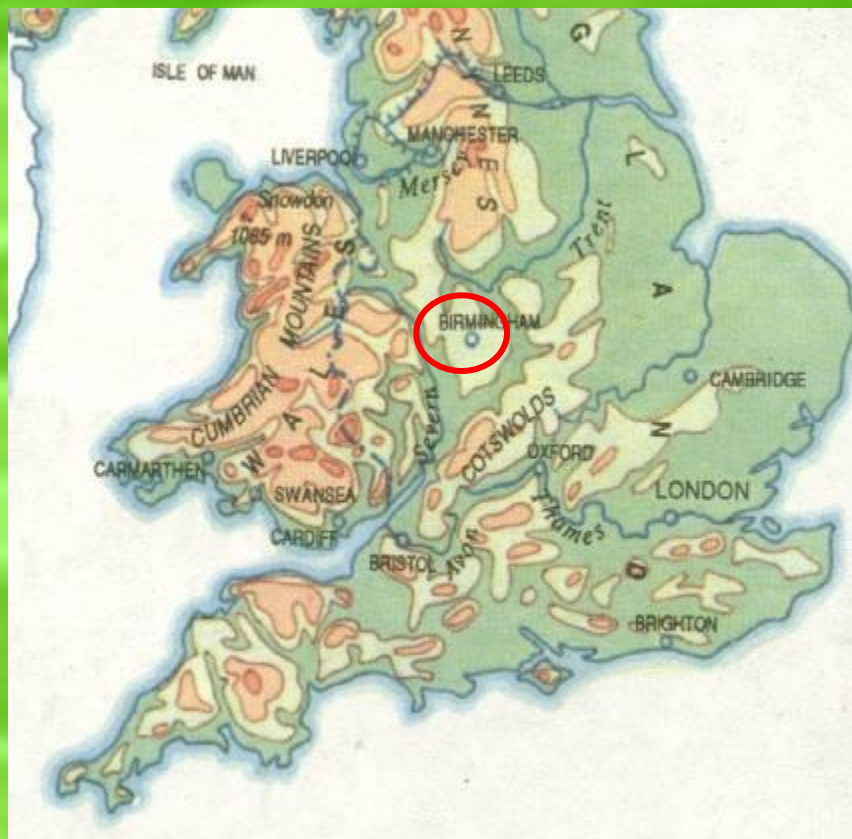 ISLE OF MAN
N
G
LEEDS
N
MANCHESTER
LIVERPOOL
Mersey
E
L
S
Snowdon
1085 m
Trent
MOUNTAINS
S
E
A
BIRMINGHAM
L
CAMBRIDGE
CUMBRIAN
A
Severn
COTSWOLDS
N
OXFORD
CARMARTHEN
W
SWANSEA
LONDON
CARDIFF
Thames
BRISTOL
Avon
D
BRIGHTON